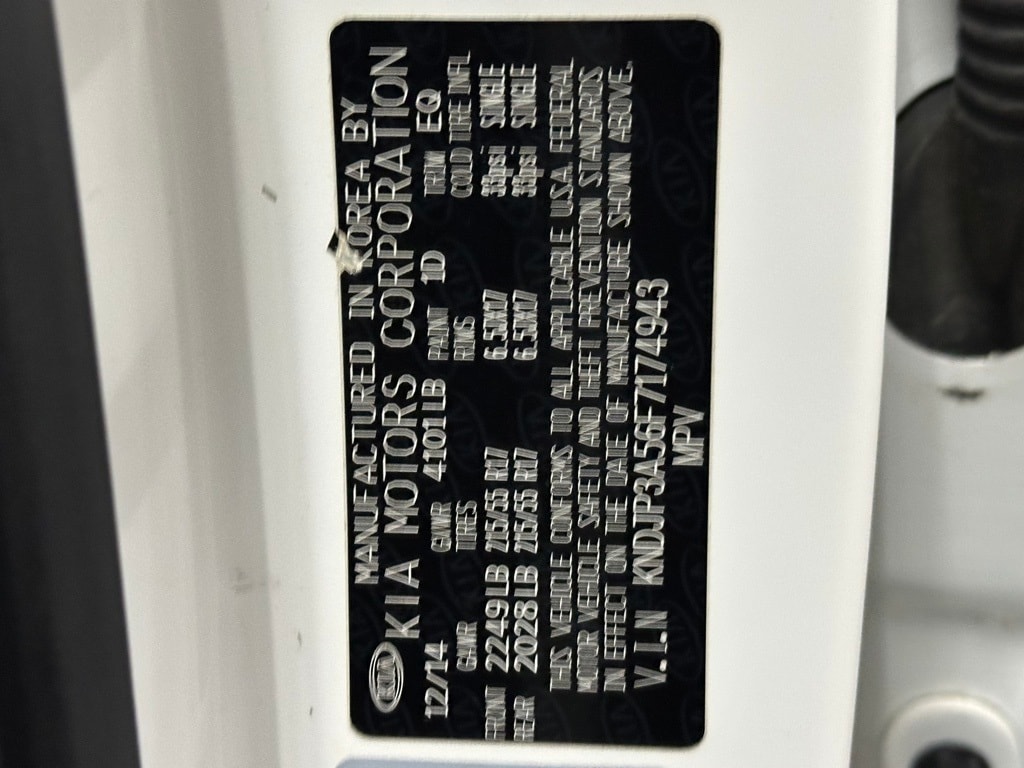 KIA
MANUFACTURED IN KOREA BY
KIA MOTORS CORPORATION
12/14 GVWR 4101LB PAINT 1D TRIM EQ
GAWR TIRES RIMS COLD TIRE INFL
FRONT 2249LB 215/55 R17 6.5JX17 33psi SINGLE
REAR 2028LB 215/55 R17 6.5JX17 33psi SINGLE
THIS VEHICLE CONFORMS TO ALL APPLICABLE U.S.A. FEDERAL
MOTOR VEHICLE SAFETY AND THEFT PREVENTION STANDARDS
IN EFFECT ON THE DATE OF MANUFACTURE SHOWN ABOVE.
V.I.N KNDJP3A56F7174943
MPV